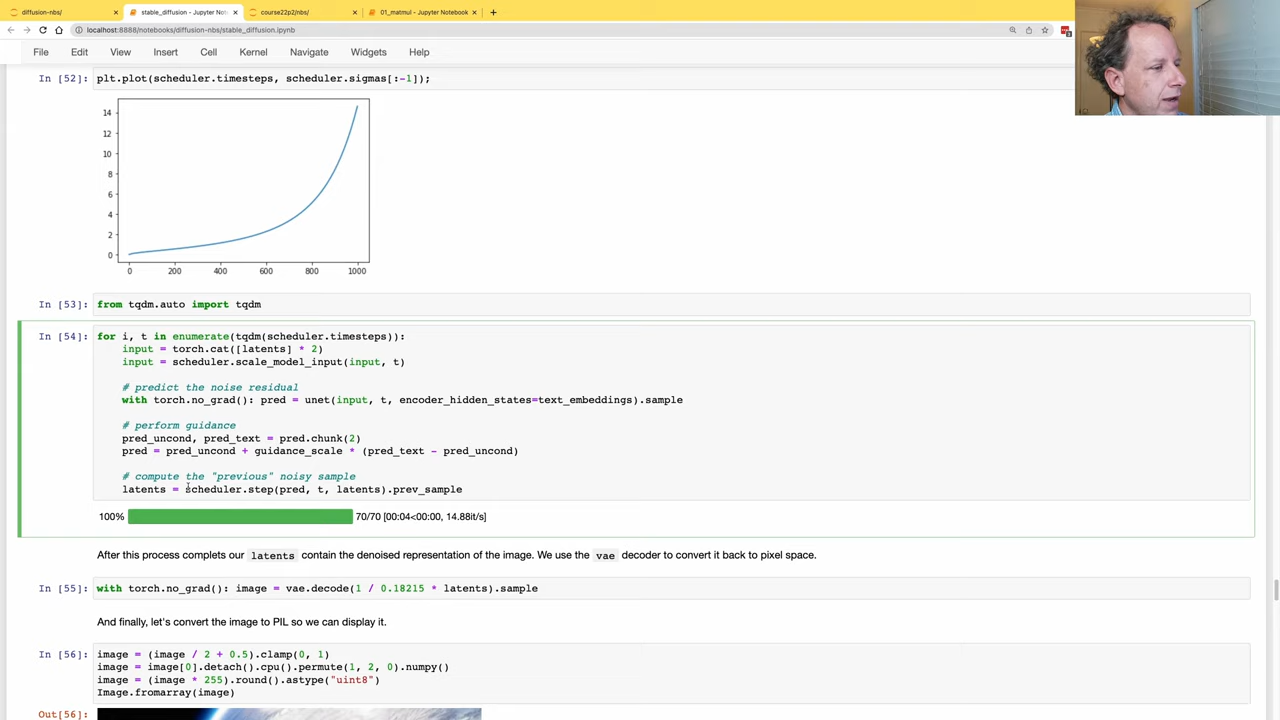 diffusion-nbs/
stable_diffusion - Jupyter Not
course22p2/nbs/
01_matmul - Jupyter Notebook
localhost:8888/notebooks/diffusion-nbs/stable_diffusion.ipynb
File Edit View Insert Cell Kernel Navigate Widgets Help
In [52]: plt.plot(scheduler.timesteps, scheduler.sigmas[:-1]);
14
12
10
8
6
4
2
0
0 200 400 600 800 1000
In [53]: from tqdm.auto import tqdm
In [54]: for i, t in enumerate(tqdm(scheduler.timesteps)):
input = torch.cat([latents] * 2)
input = scheduler.scale_model_input(input, t)
# predict the noise residual
with torch.no_grad(): pred = unet(input, t, encoder_hidden_states=text_embeddings).sample
# perform guidance
pred_uncond, pred_text = pred.chunk(2)
pred = pred_uncond + guidance_scale * (pred_text - pred_uncond)
# compute the "previous" noisy sample
latents = scheduler.step(pred, t, latents).prev_sample
100% 70/70 [00:04<00:00, 14.88it/s]
After this process completes our latents contain the denoised representation of the image. We use the vae decoder to convert it back to pixel space.
In [55]: with torch.no_grad(): image = vae.decode(1 / 0.18215 * latents).sample
And finally, let's convert the image to PIL so we can display it.
In [56]: image = (image / 2 + 0.5).clamp(0, 1)
image = image[0].detach().cpu().permute(1, 2, 0).numpy()
image = (image * 255).round().astype("uint8")
Image.fromarray(image)
Out[56]: